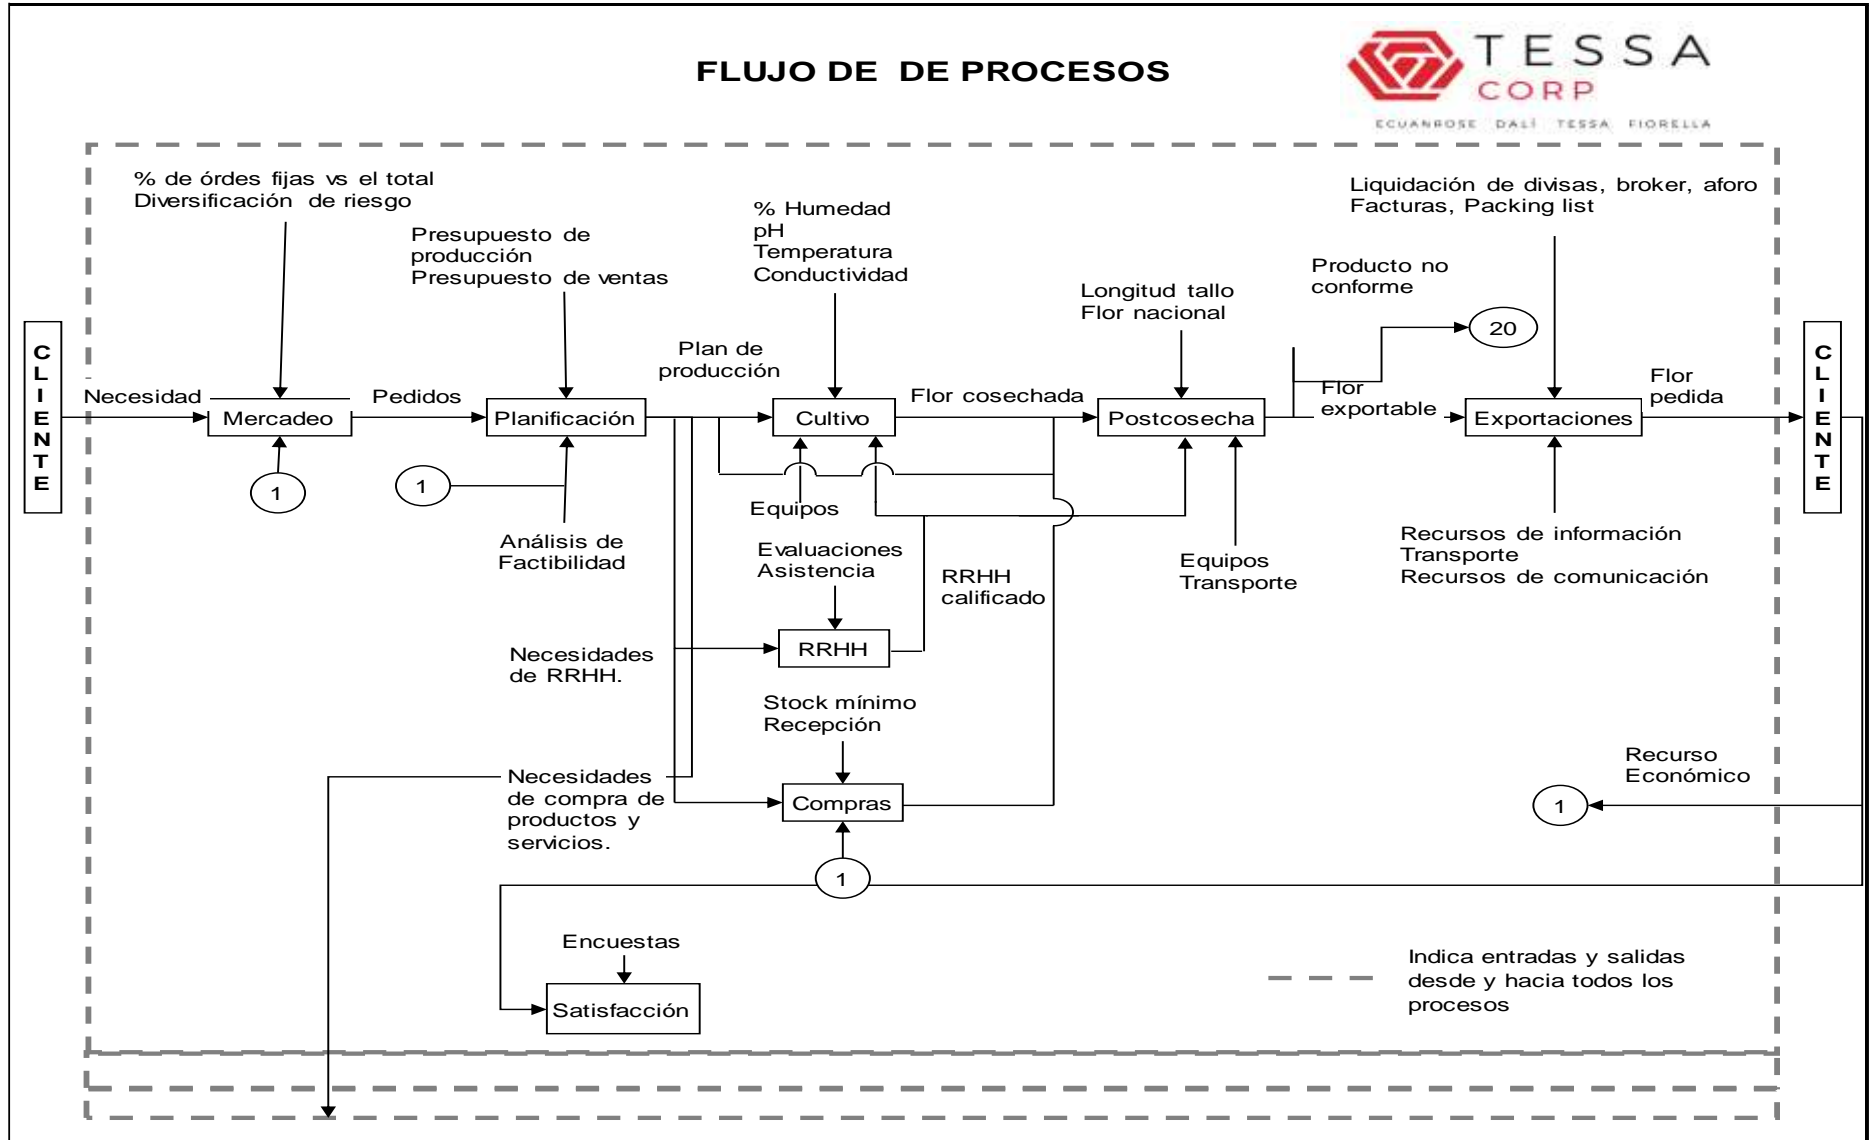 FLUJO DE DE PROCESOS
TESSA
CORP
ECUANROSE DALÍ TESSA FIORELLA
% de órdes fijas vs el total
Diversificación de riesgo
Presupuesto de
producción
Presupuesto de ventas
% Humedad
pH
Temperatura
Conductividad
Longitud tallo
Flor nacional
Liquidación de divisas, broker, aforo
Facturas, Packing list
Producto no
conforme
20
CLIENTE
Necesidad
Mercadeo
Pedidos
Planificación
Plan de
producción
Cultivo
Flor cosechada
Postcosecha
Flor
exportable
Exportaciones
Flor
pedida
CLIENTE
1
1
Análisis de
Factibilidad
Equipos
Evaluaciones
Asistencia
RRHH
calificado
Equipos
Transporte
Recursos de información
Transporte
Recursos de comunicación
Necesidades
de RRHH.
RRHH
Stock mínimo
Recepción
Necesidades
de compra de
productos y
servicios.
Compras
1
Recurso
Económico
1
Encuestas
Satisfacción
Indica entradas y salidas
desde y hacia todos los
procesos